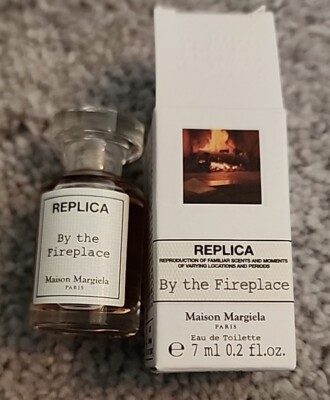 REPLICA
By the
Fireplace
Maison Margiela
PARIS
REPLICA
REPRODUCTION OF FAMILIAR SCENTS AND MOMENTS
OF VARYING LOCATIONS AND PERIODS
By the Fireplace
Maison Margiela
PARIS
Eau de Toilette
℮ 7 ml 0.2 fl.oz.